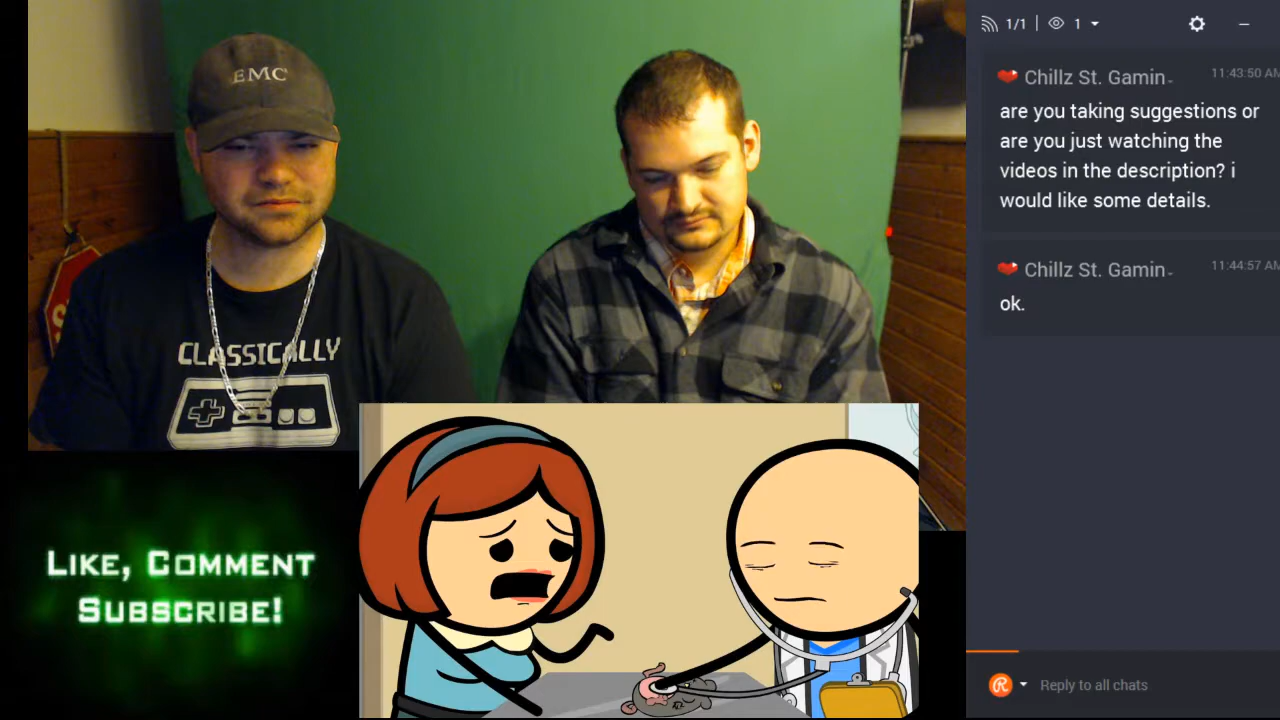 EMC
CLASSICALLY
LIKE, COMMENT
SUBSCRIBE!
1/1
1
Chillz St. Gamin
11:43:50 AM
are you taking suggestions or
are you just watching the
videos in the description? i
would like some details.
Chillz St. Gamin
11:44:57 AM
ok.
Reply to all chats